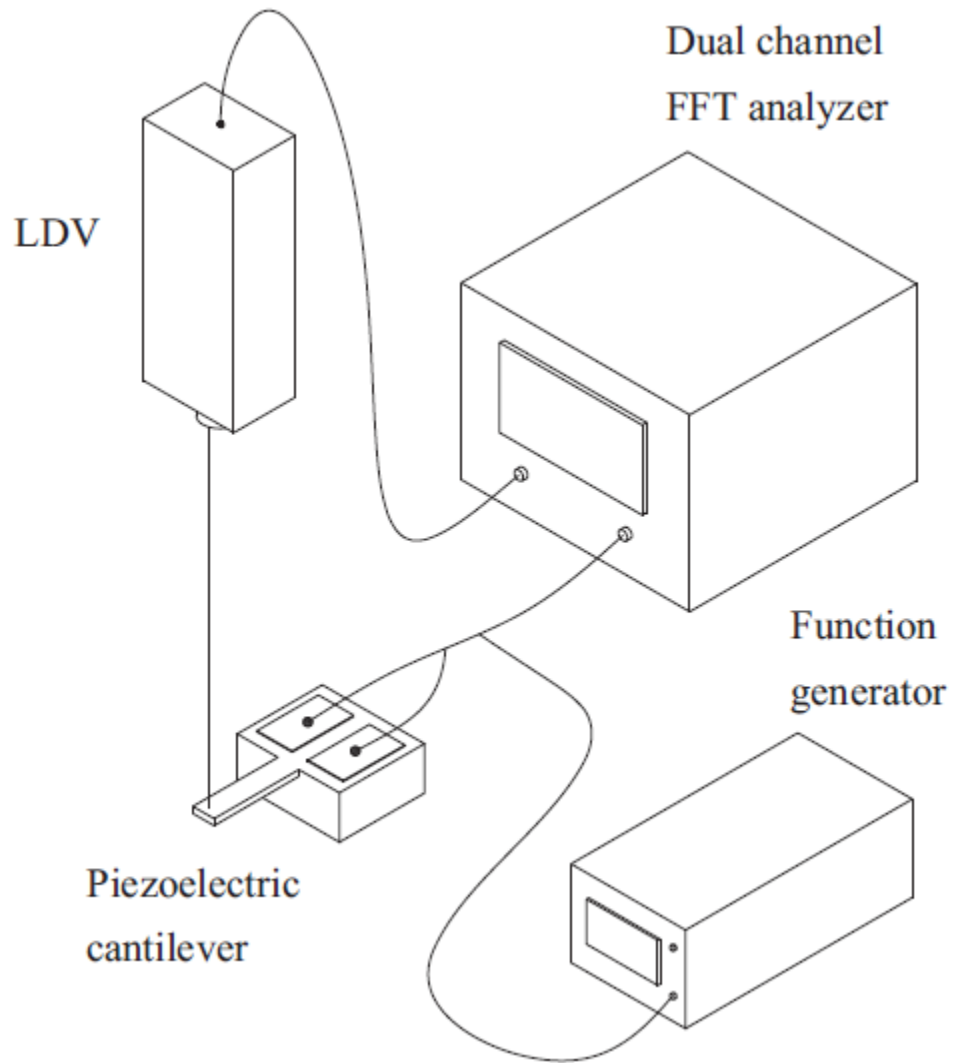 Dual channel
FFT analyzer
LDV
Function
generator
Piezoelectric
cantilever